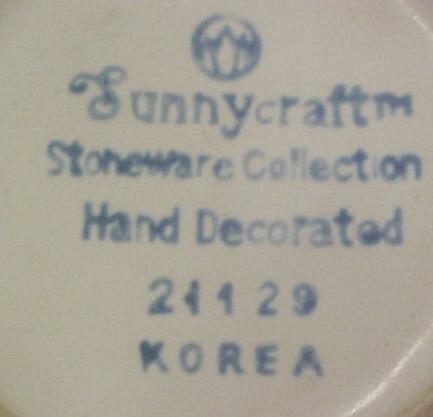 Sunnycraft™
Stoneware Collection
Hand Decorated
21129
KOREA